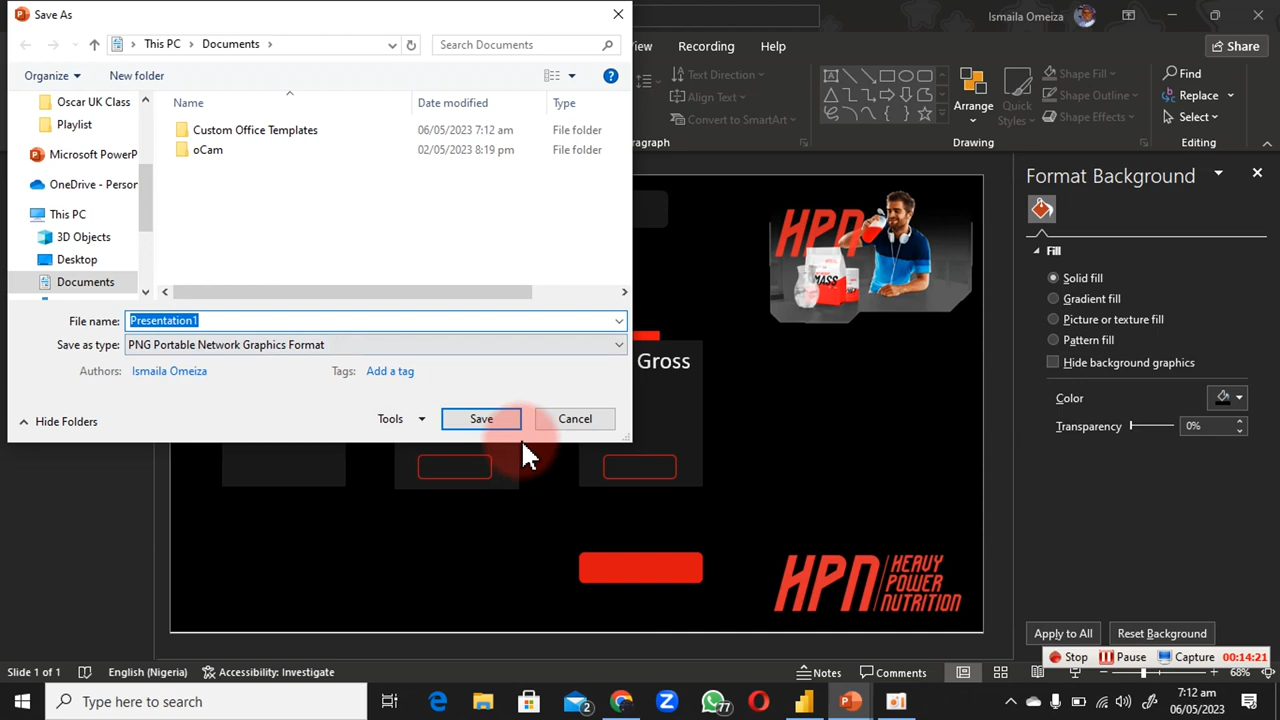 Save As
This PC
Documents
Search Documents
Organize
New folder
Name
Date modified
Type
Oscar UK Class
Playlist
Microsoft PowerP
OneDrive - Person
This PC
3D Objects
Desktop
Documents
Custom Office Templates
06/05/2023 7:12 am
File folder
oCam
02/05/2023 8:19 pm
File folder
File name:
Presentation1
Save as type:
PNG Portable Network Graphics Format
Authors:
Ismaila Omeiza
Tags:
Add a tag
Hide Folders
Tools
Save
Cancel
Ismaila Omeiza
iew
Recording
Help
Share
Text Direction
Align Text
Convert to SmartArt
ragraph
Arrange
Quick
Styles
Shape Fill
Shape Outline
Shape Effects
Drawing
Find
Replace
Select
Editing
HPN
MASS
Gross
HPN
HEAVY
POWER
NUTRITION
Format Background
Fill
Solid fill
Gradient fill
Picture or texture fill
Pattern fill
Hide background graphics
Color
Transparency
0%
Apply to All
Reset Background
Stop
Pause
Capture
00:14:21
Slide 1 of 1
English (Nigeria)
Accessibility: Investigate
Notes
Comments
68%
Type here to search
2
77
7:12 am
06/05/2023